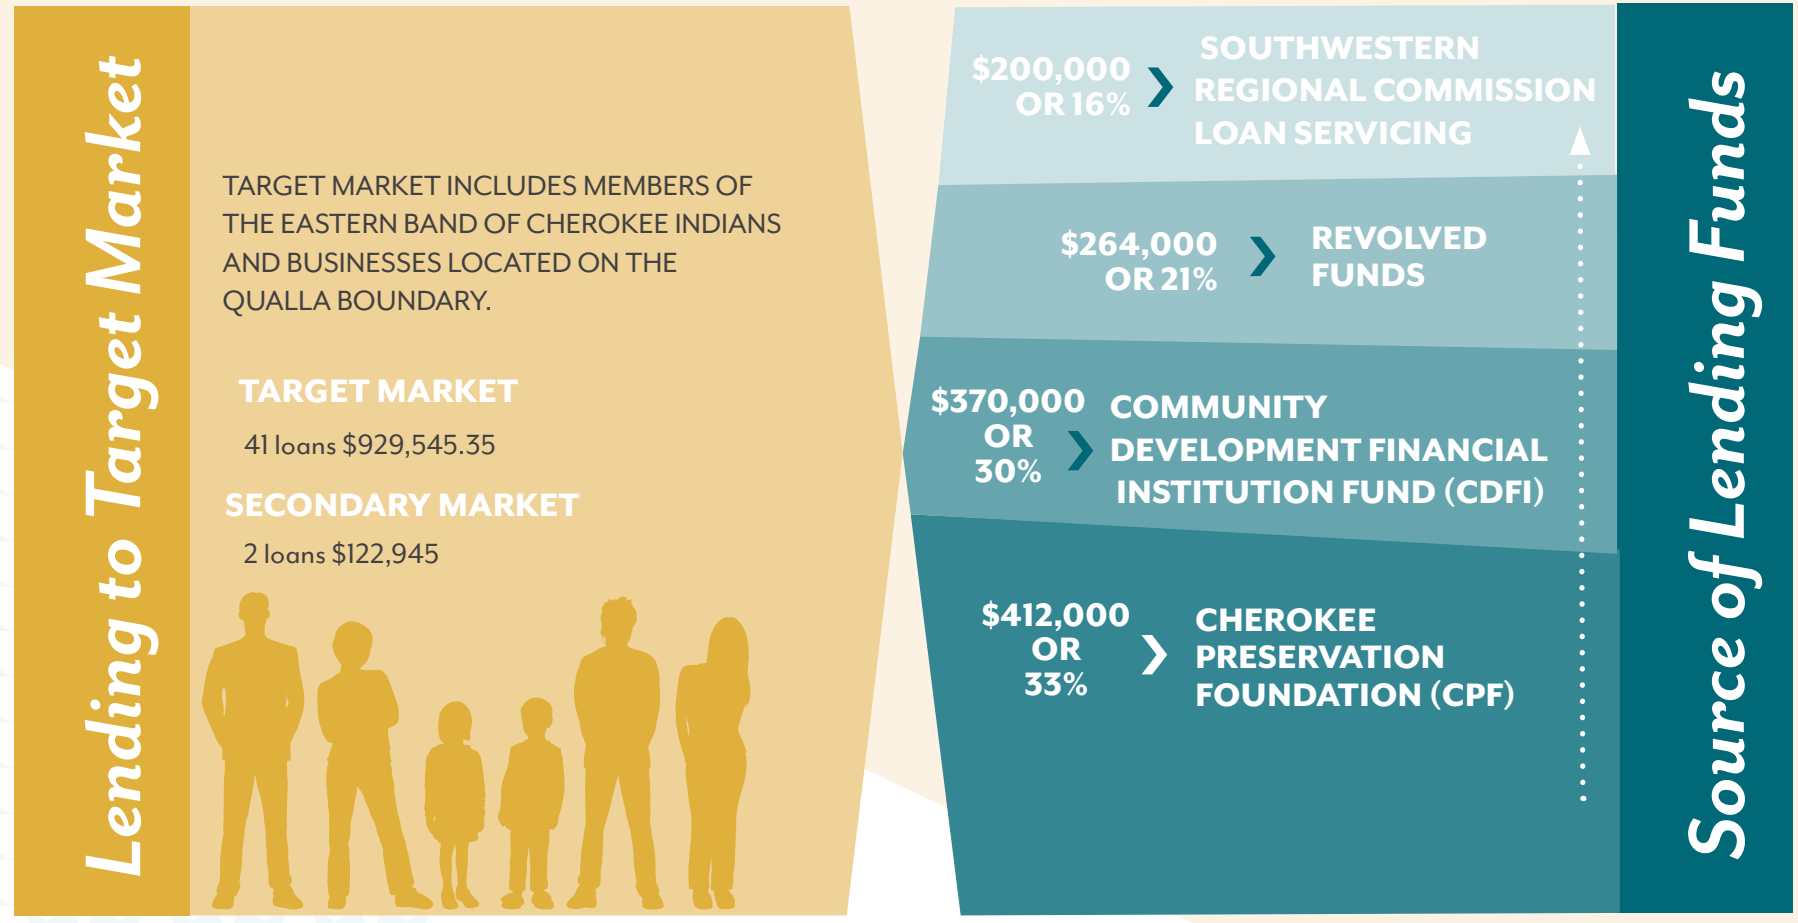 Lending to Target Market
TARGET MARKET INCLUDES MEMBERS OF
THE EASTERN BAND OF CHEROKEE INDIANS
AND BUSINESSES LOCATED ON THE
QUALLA BOUNDARY.
TARGET MARKET
41 loans $929,545.35
SECONDARY MARKET
2 loans $122,945
$200,000
OR 16%
SOUTHWESTERN
REGIONAL COMMISSION
LOAN SERVICING
$264,000
OR 21%
REVOLVED
FUNDS
$370,000
OR
30%
COMMUNITY
DEVELOPMENT FINANCIAL
INSTITUTION FUND (CDFI)
$412,000
OR
33%
CHEROKEE
PRESERVATION
FOUNDATION (CPF)
Source of Lending Funds